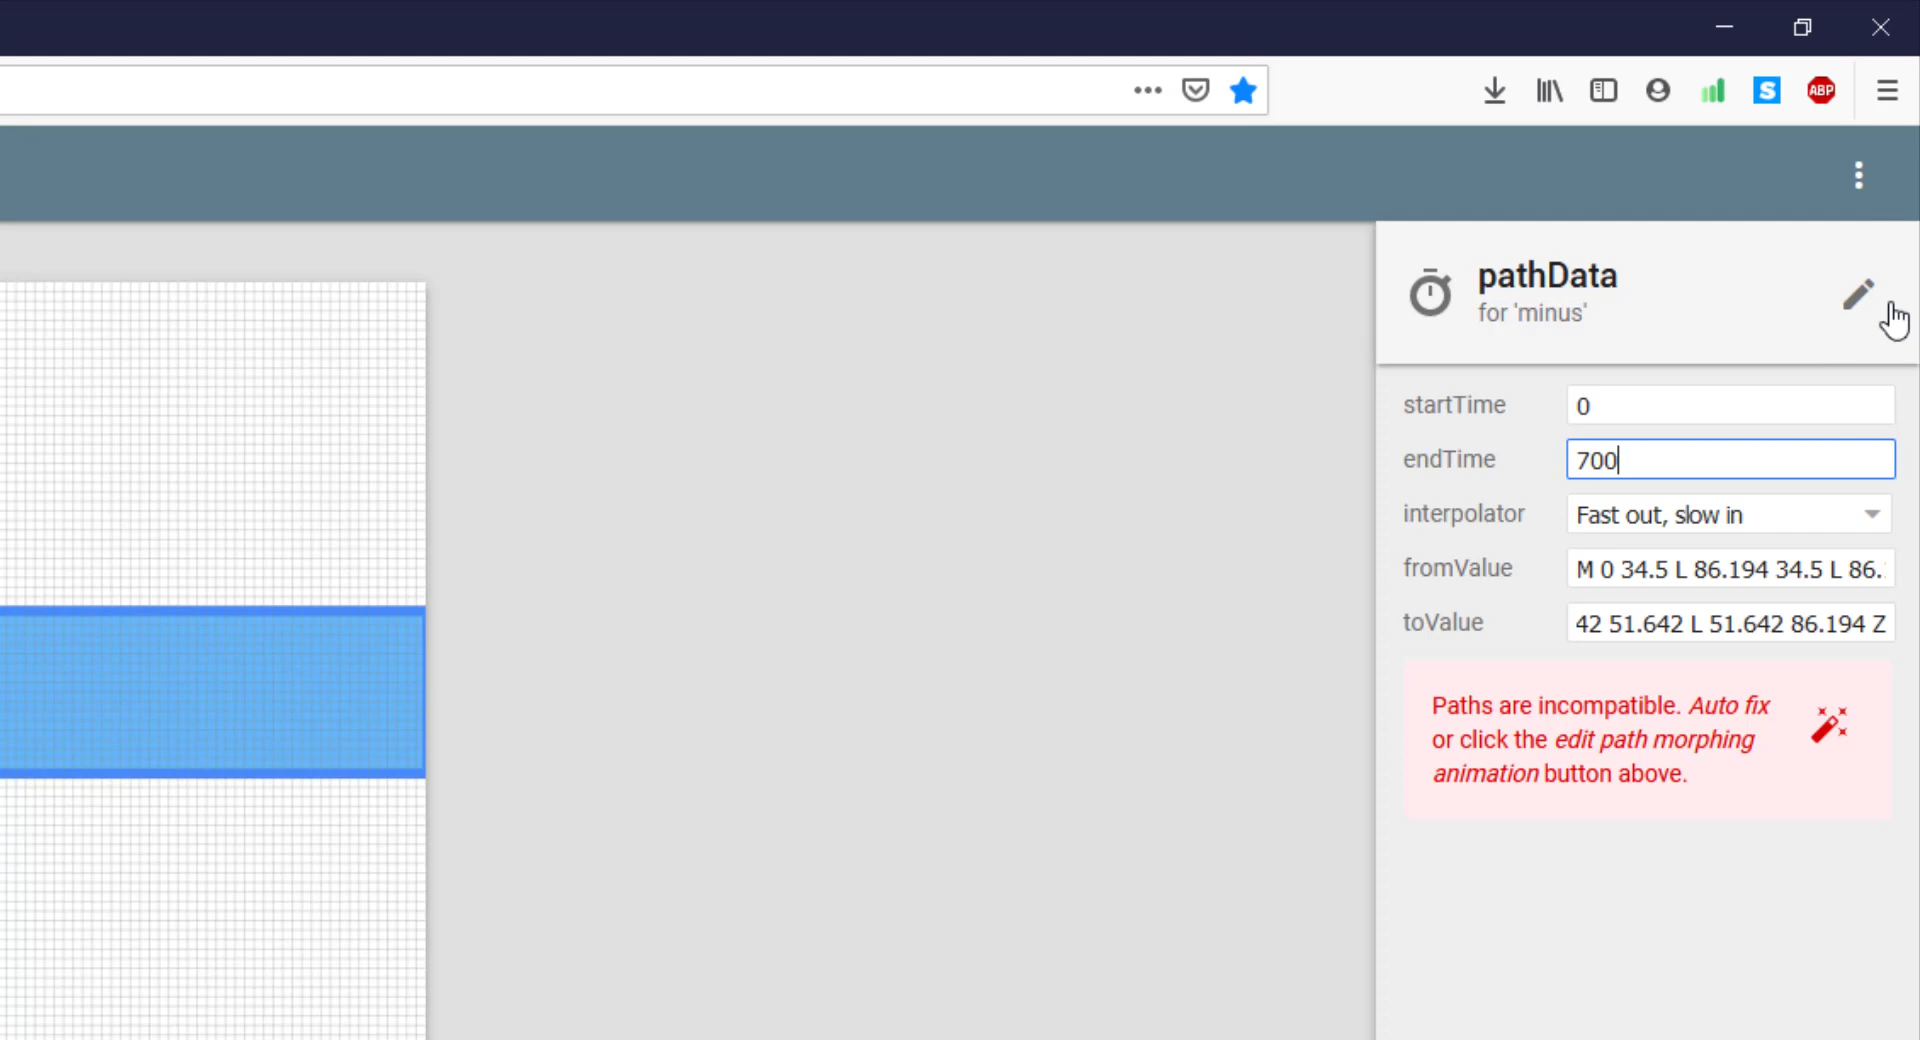 S
ABP
pathData
for 'minus'
startTime 0
endTime 700
interpolator Fast out, slow in
fromValue M 0 34.5 L 86.194 34.5 L 86.
toValue 42 51.642 L 51.642 86.194 Z
Paths are incompatible. Auto fix
or click the edit path morphing
animation button above.